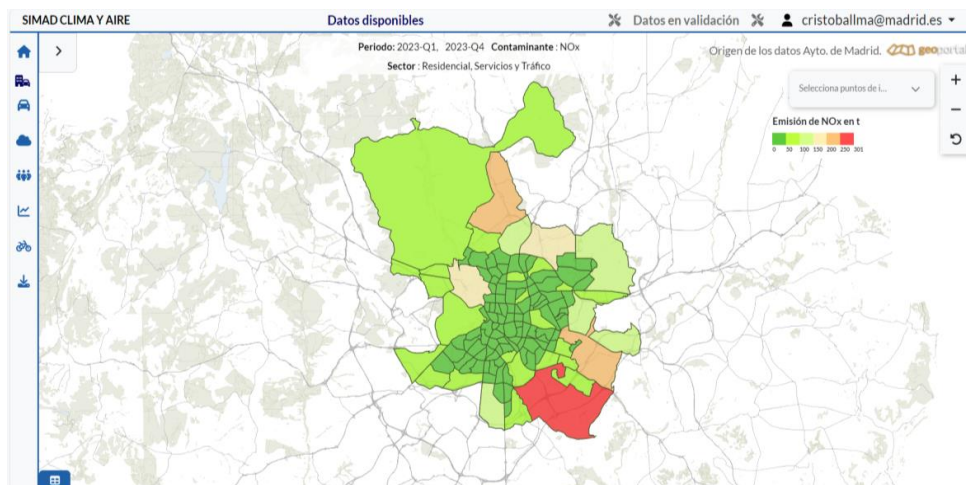 SIMAD CLIMA Y AIRE
Datos disponibles
Datos en validación
cristoballma@madrid.es
Periodo: 2023-Q1, 2023-Q4 Contaminante : NOx
Sector : Residencial, Servicios y Tráfico
Origen de los datos Ayto. de Madrid. geoportal
Selecciona puntos de i...
Emisión de NOx en t
0 50 100 150 200 250 301